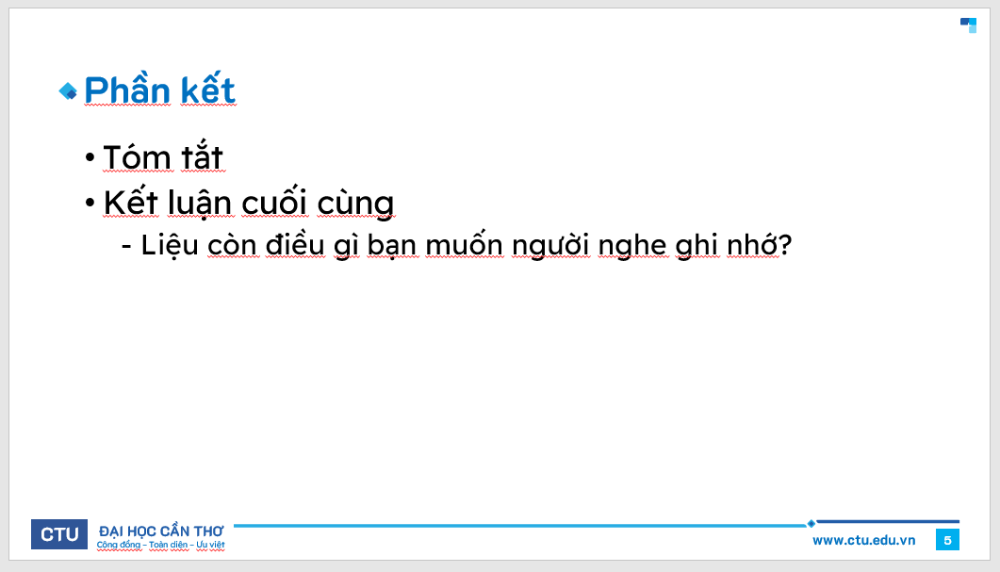 Phần kết
• Tóm tắt
• Kết luận cuối cùng
- Liệu còn điều gì bạn muốn người nghe ghi nhớ?
CTU
ĐẠI HỌC CẦN THƠ
Cộng đồng – Toàn diện – Ưu việt
www.ctu.edu.vn
5